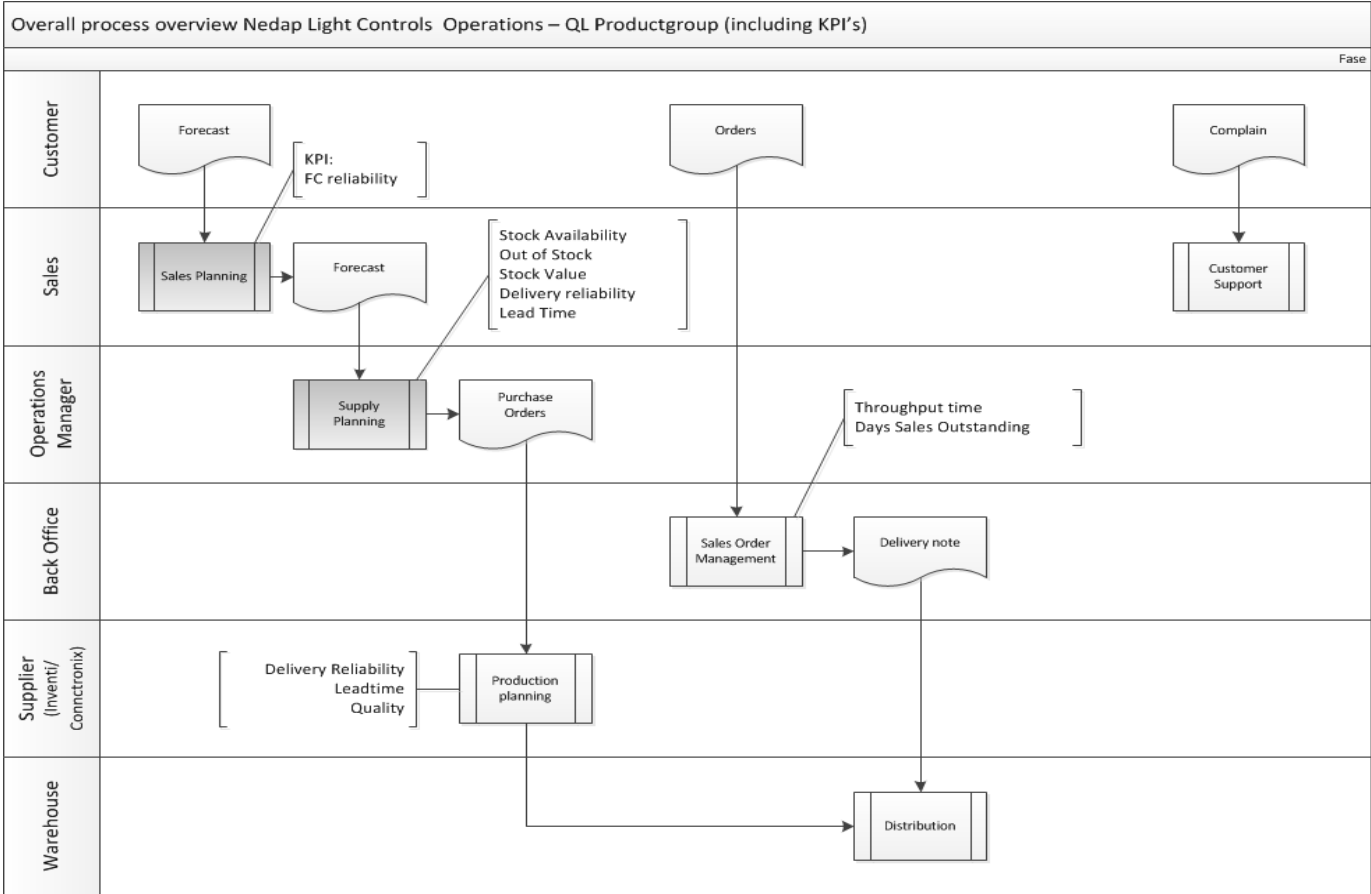 Overall process overview Nedap Light Controls  Operations – QL Productgroup (including KPI's)
Fase
Customer
Forecast
KPI:
FC reliability
Orders
Complain
Sales
Sales Planning
Forecast
Stock Availability
Out of Stock
Stock Value
Delivery reliability
Lead Time
Customer
Support
Operations
Manager
Supply
Planning
Purchase
Orders
Throughput time
Days Sales Outstanding
Back Office
Sales Order
Management
Delivery note
Supplier
(Inventi/
Connctronix)
Delivery Reliability
Leadtime
Quality
Production
planning
Warehouse
Distribution